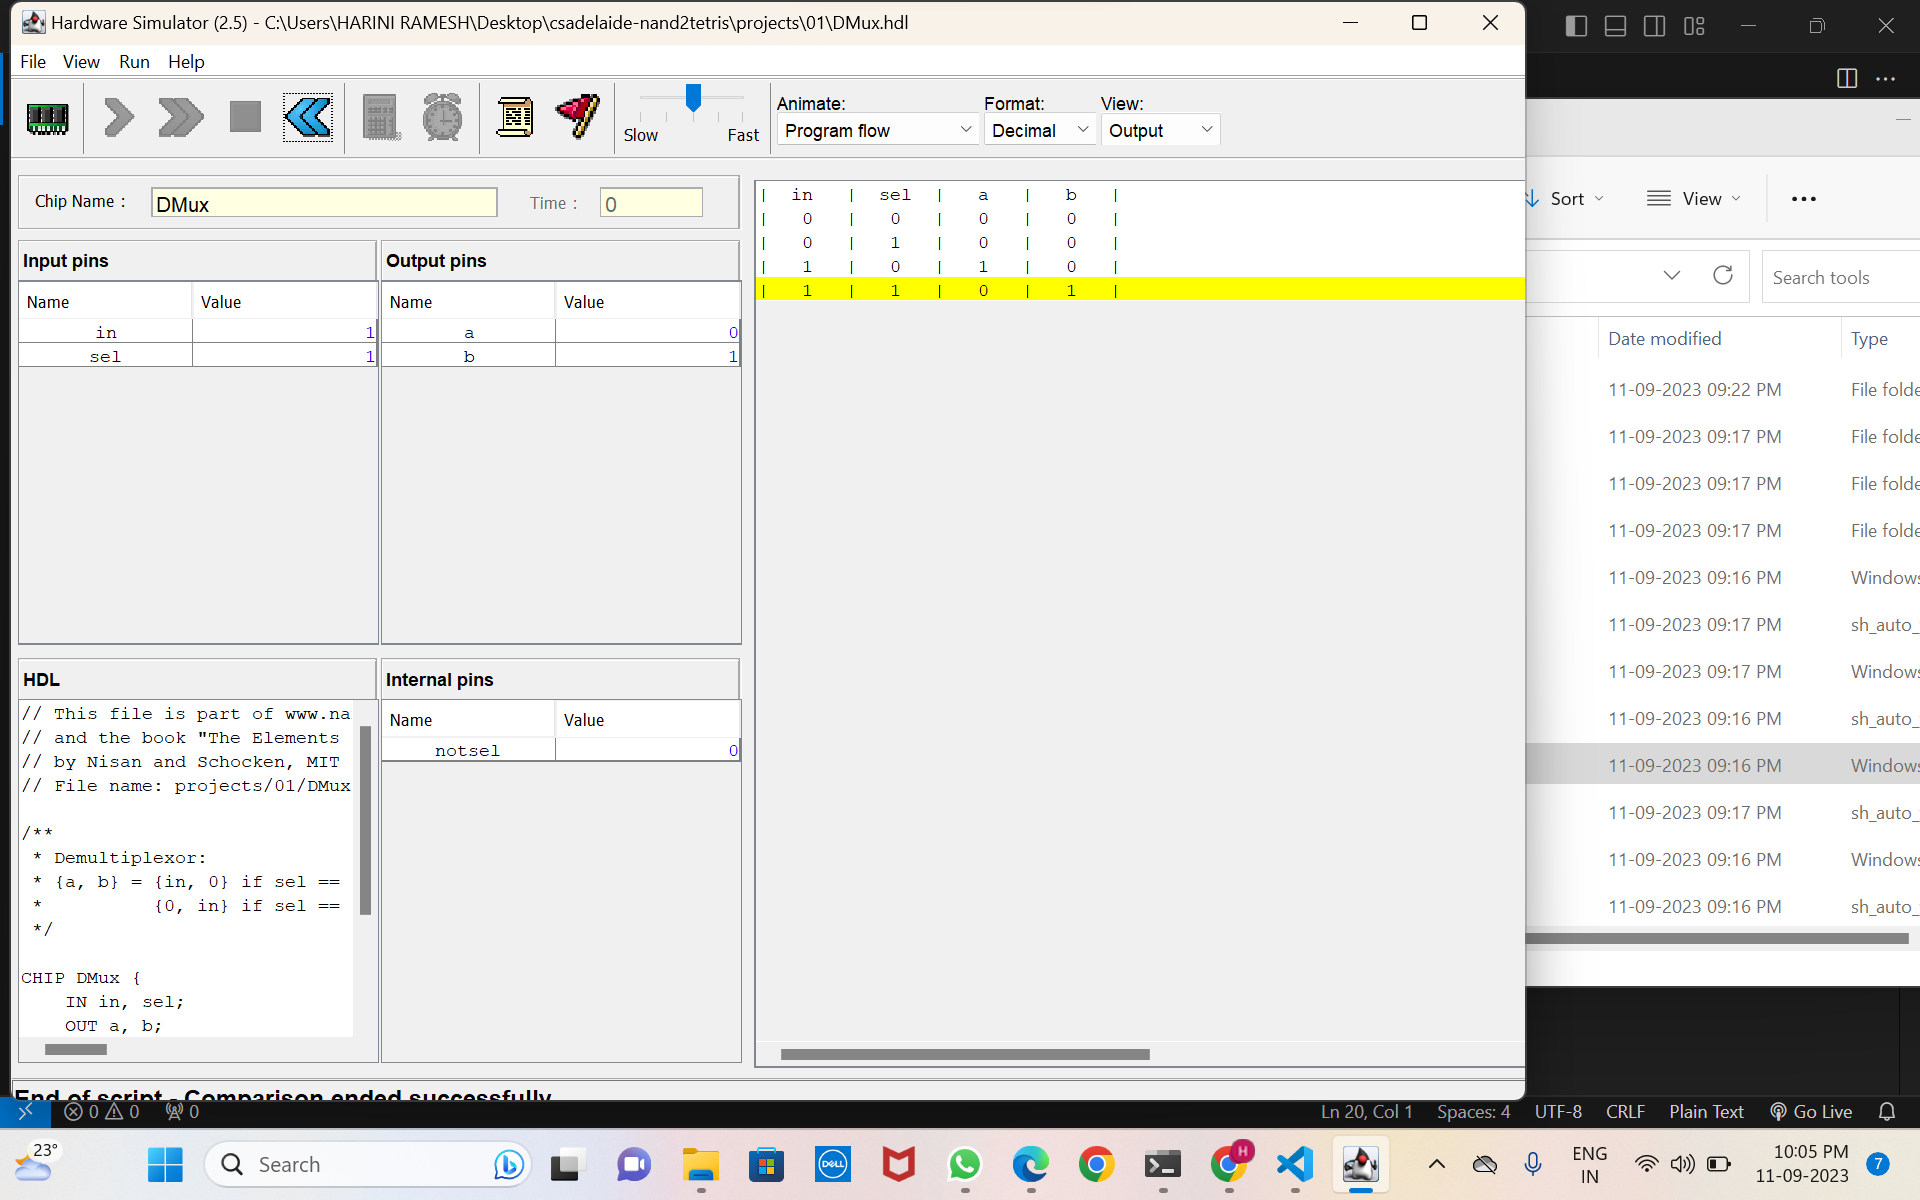 Hardware Simulator (2.5) - C:\Users\HARINI RAMESH\Desktop\csadelaide-nand2tetris\projects\01\DMux.hdl
File View Run Help
Slow Fast
Animate: Format: View:
Program flow Decimal Output
Chip Name : DMux Time : 0
Input pins Output pins
Name Value Name Value
in 1 a 0
sel 1 b 1
| in | sel | a | b |
| 0 | 0 | 0 | 0 |
| 0 | 1 | 0 | 0 |
| 1 | 0 | 1 | 0 |
| 1 | 1 | 0 | 1 |
HDL Internal pins
Name Value
notsel 0
// This file is part of www.na
// and the book "The Elements
// by Nisan and Schocken, MIT
// File name: projects/01/DMux
/**
* Demultiplexor:
* {a, b} = {in, 0} if sel ==
* {0, in} if sel ==
*/
CHIP DMux {
IN in, sel;
OUT a, b;
End of script - Comparison ended successfully
Sort View
Search tools
Date modified Type
11-09-2023 09:22 PM File folde
11-09-2023 09:17 PM File folde
11-09-2023 09:17 PM File folde
11-09-2023 09:17 PM File folde
11-09-2023 09:16 PM Windows
11-09-2023 09:17 PM sh_auto_
11-09-2023 09:17 PM Windows
11-09-2023 09:16 PM sh_auto_
11-09-2023 09:16 PM Windows
11-09-2023 09:17 PM sh_auto_
11-09-2023 09:16 PM Windows
11-09-2023 09:16 PM sh_auto_
0 0 0 Ln 20, Col 1 Spaces: 4 UTF-8 CRLF Plain Text Go Live
23° Search DELL H ENG 10:05 PM
IN 11-09-2023 7